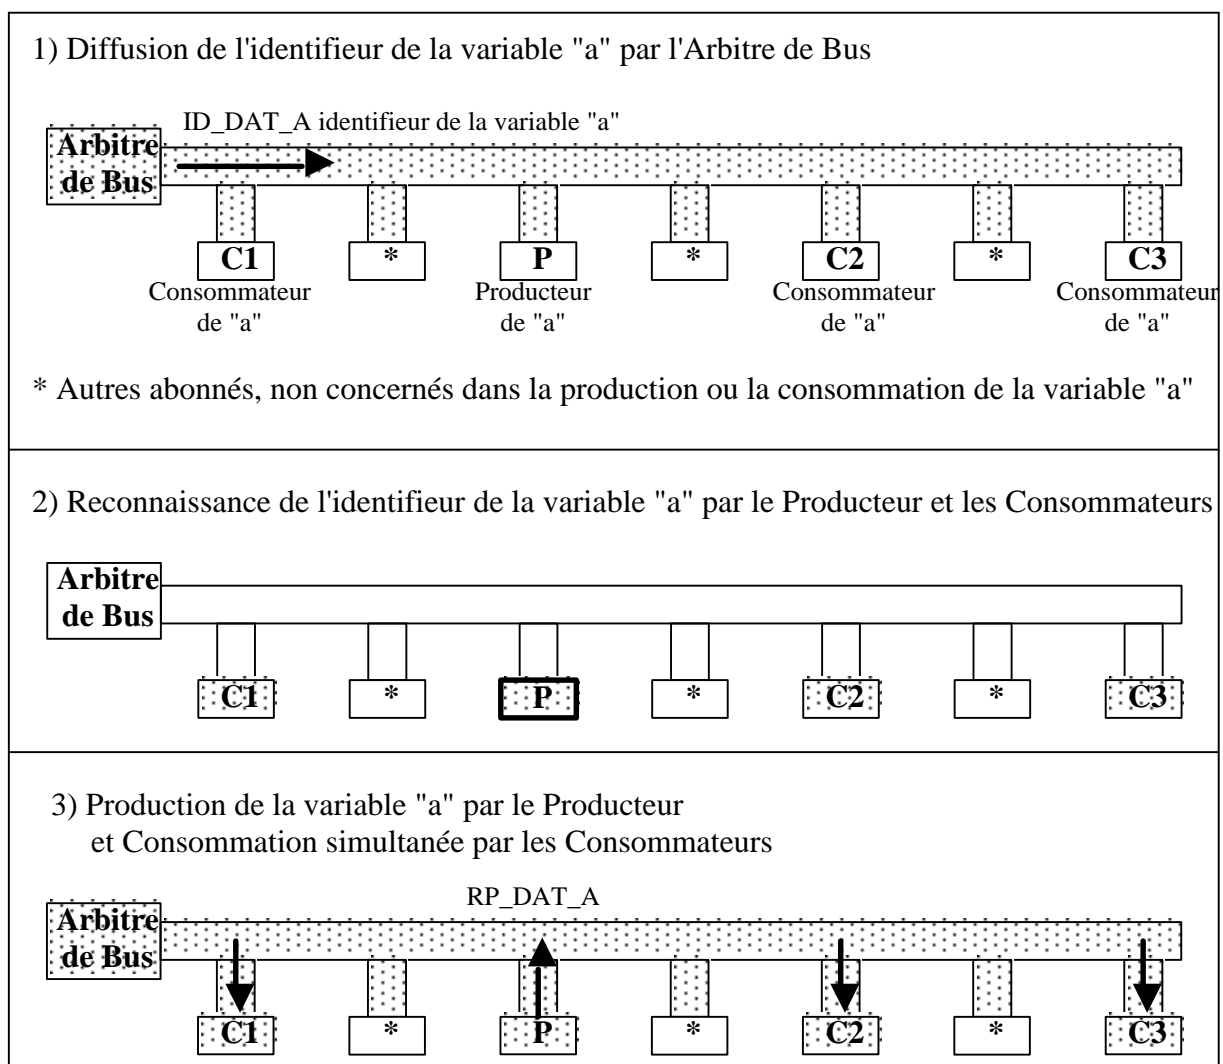 1) Diffusion de l'identifieur de la variable "a" par l'Arbitre de Bus
ID_DAT_A identifieur de la variable "a"
Arbitre
de Bus
C1 * P * C2 * C3
Consommateur Producteur Consommateur Consommateur
de "a" de "a" de "a" de "a"
* Autres abonnés, non concernés dans la production ou la consommation de la variable "a"
2) Reconnaissance de l'identifieur de la variable "a" par le Producteur et les Consommateurs
Arbitre
de Bus
C1 * P * C2 * C3
3) Production de la variable "a" par le Producteur
et Consommation simultanée par les Consommateurs
RP_DAT_A
Arbitre
de Bus
C1 * P * C2 * C3